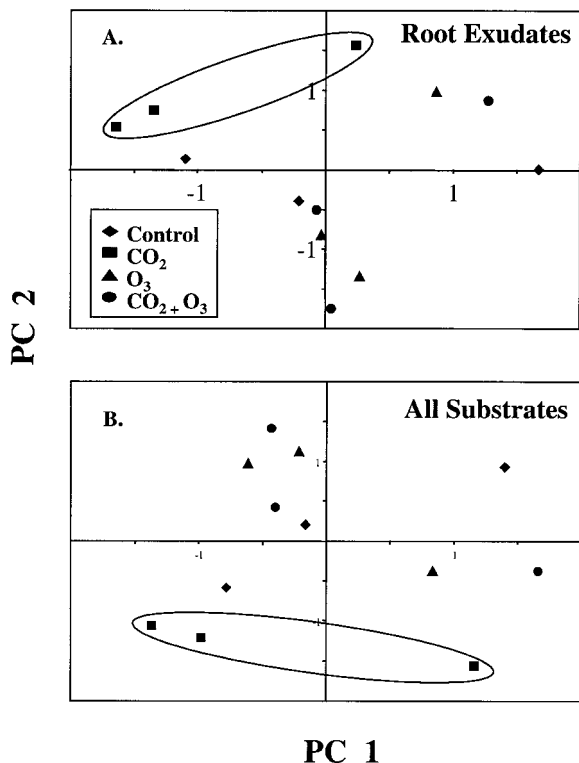 A.
Root Exudates
1
-1
1
-1
Control
CO2
O3
CO2 + O3
PC 2
B.
All Substrates
1
-1
1
-1
PC 1